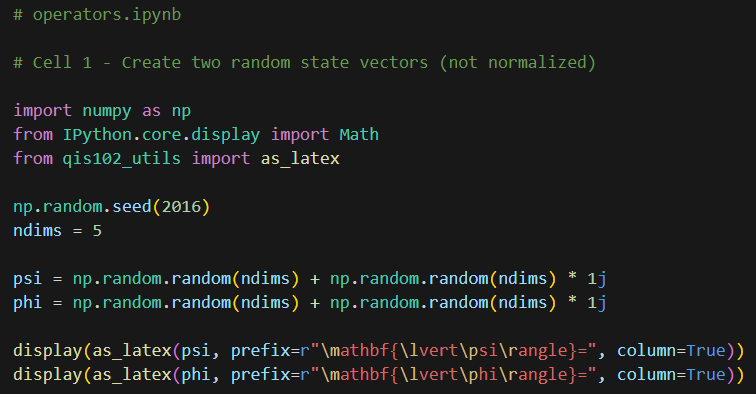 # operators.ipynb
# Cell 1 - Create two random state vectors (not normalized)
import numpy as np
from IPython.core.display import Math
from qis102_utils import as_latex
np.random.seed(2016)
ndims = 5
psi = np.random.random(ndims) + np.random.random(ndims) * 1j
phi = np.random.random(ndims) + np.random.random(ndims) * 1j
display(as_latex(psi, prefix=r"\mathbf{\lvert\psi\rangle}=", column=True))
display(as_latex(phi, prefix=r"\mathbf{\lvert\phi\rangle}=", column=True))